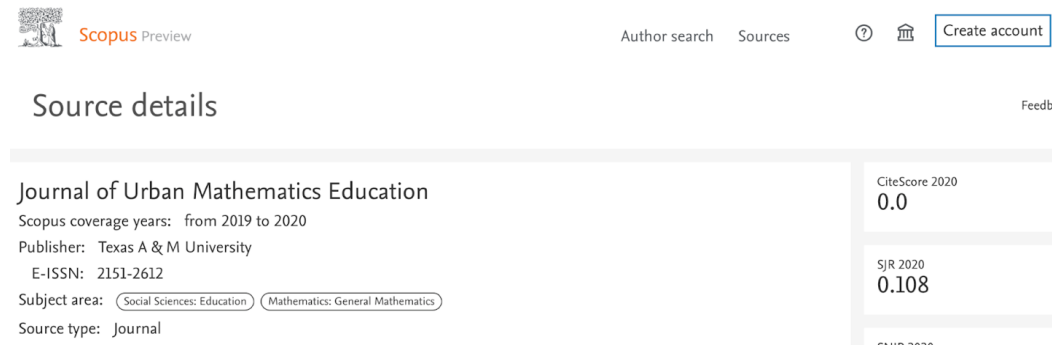 Scopus Preview
Author search Sources Create account
Source details
Feedb
Journal of Urban Mathematics Education
Scopus coverage years: from 2019 to 2020
Publisher: Texas A & M University
E-ISSN: 2151-2612
Subject area: Social Sciences: Education Mathematics: General Mathematics
Source type: Journal
CiteScore 2020
0.0
SJR 2020
0.108